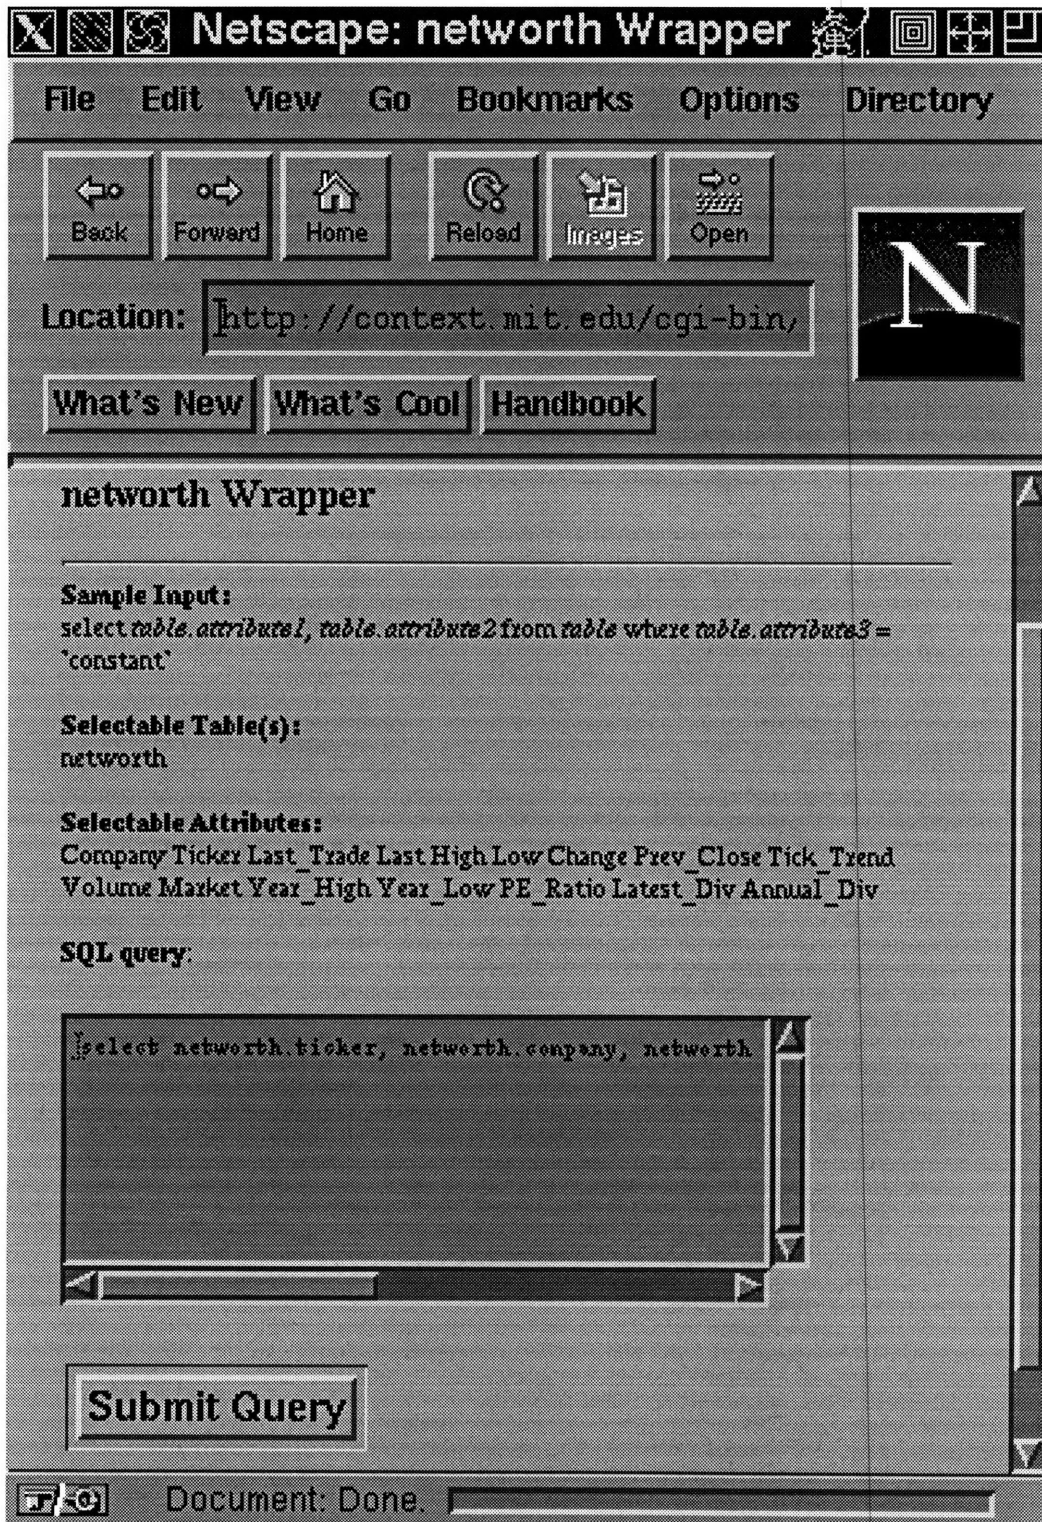 Netscape: networth Wrapper
File Edit View Go Bookmarks Options Directory
Back Forward Home Reload Images Open
N
Location: http://context.mit.edu/cgi-bin/
What's New What's Cool Handbook
networth Wrapper
Sample Input:
select table.attribute1, table.attribute2 from table where table.attribute3 =
`constant`
Selectable Table(s):
networth
Selectable Attributes:
Company Ticker Last_Trade Last High Low Change Prev_Close Tick_Trend
Volume Market Year_High Year_Low PE_Ratio Latest_Div Annual_Div
SQL query:
select networth.ticker, networth.company, networth
Submit Query
Document: Done.